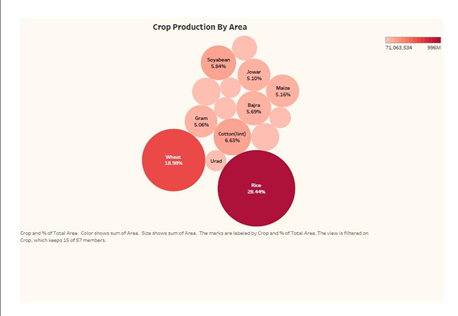 Crop Production By Area
71,063,534 996M
Soyabean
5.84%
Jowar
5.10%
Maize
5.16%
Bajra
5.69%
Gram
5.06%
Cotton(lint)
6.63%
Wheat
18.98%
Urad
Rice
28.44%
Crop and % of Total Area. Color shows sum of Area. Size shows sum of Area. The marks are labeled by Crop and % of Total Area. The view is filtered on
Crop, which keeps 15 of 57 members.